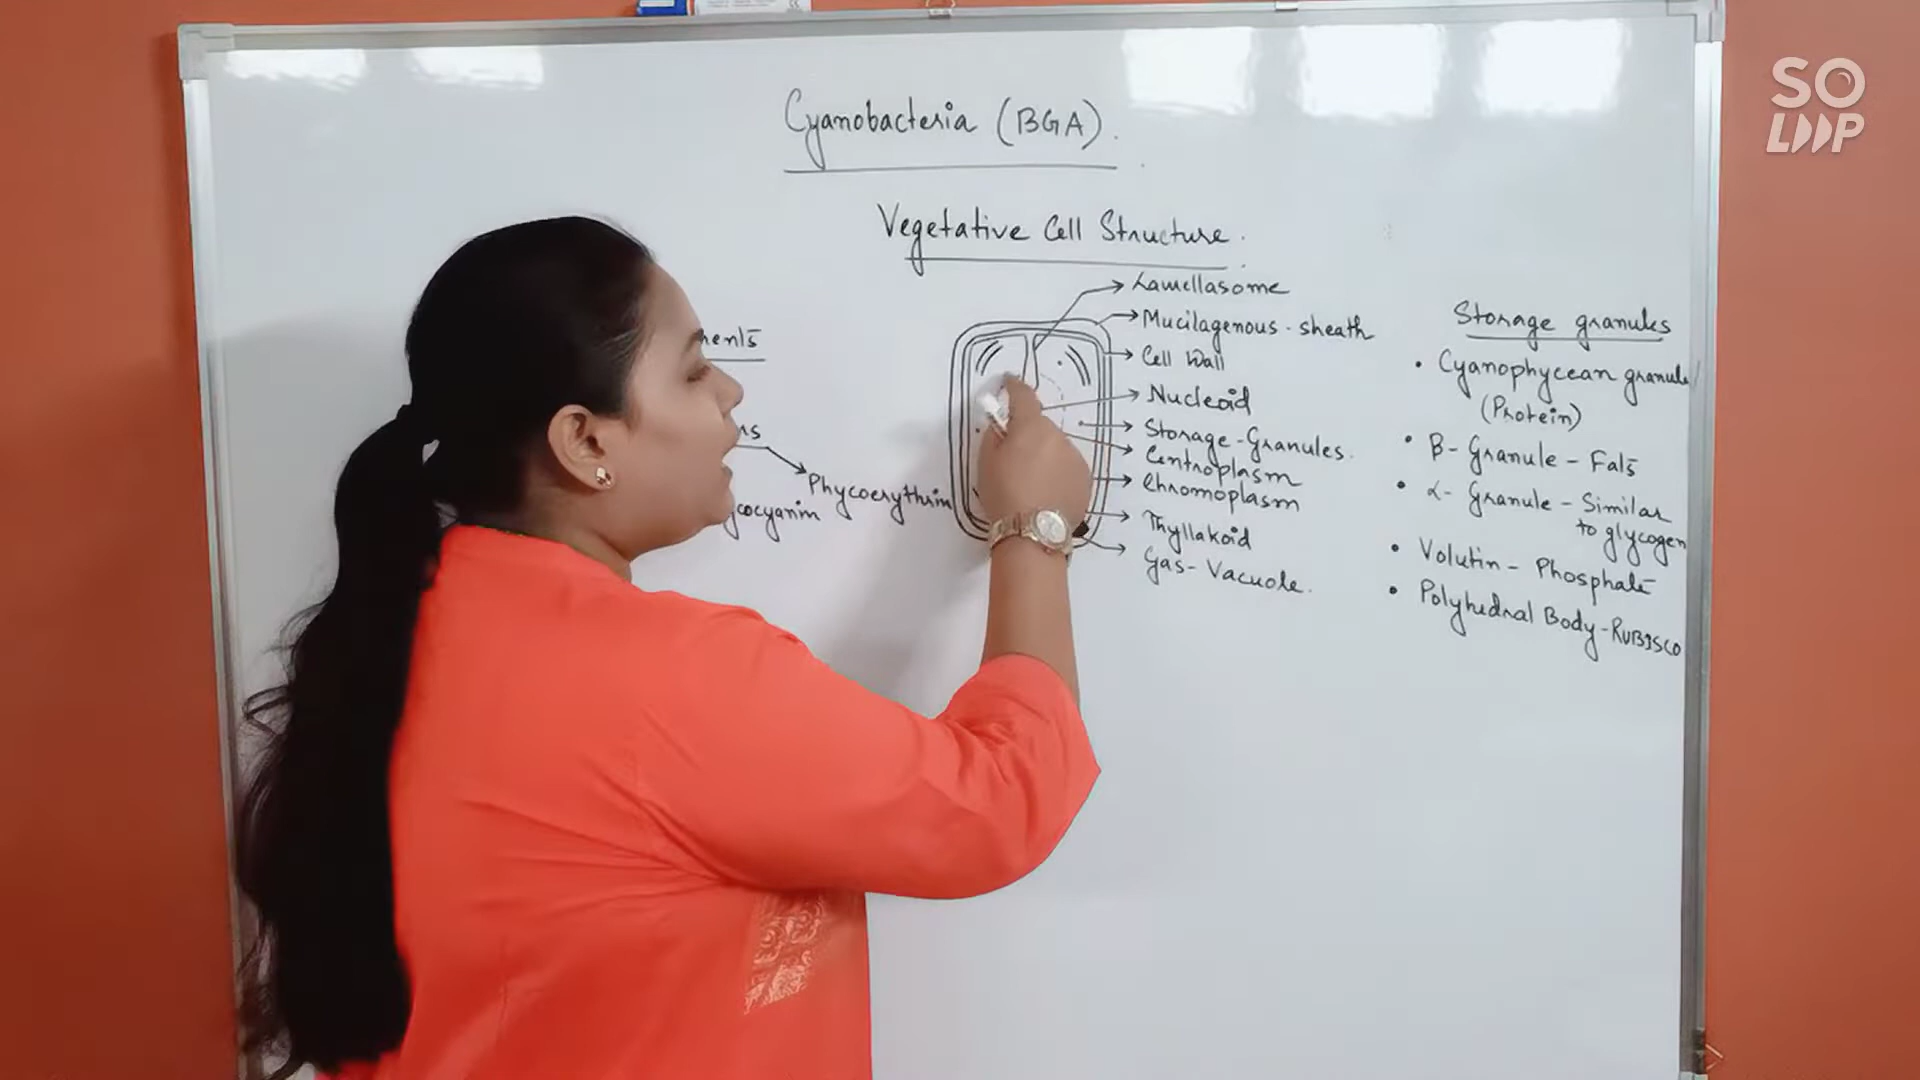 SO
LOOP
Cyanobacteria (BGA).
Vegetative Cell Structure.
Lamellasome
Mucilagenous - sheath
Cell Wall
Nucleoid
Storage - Granules.
Centroplasm
Chromoplasm
Thyllakoid
Gas - Vacuole.
Phycoerythrin
Storage granules
• Cyanophycean granule
(Protein)
• β - Granule - Fats
• α - Granule - Similar
to glycogen
• Volutin - Phosphate
• Polyhedral Body - RUBISCO